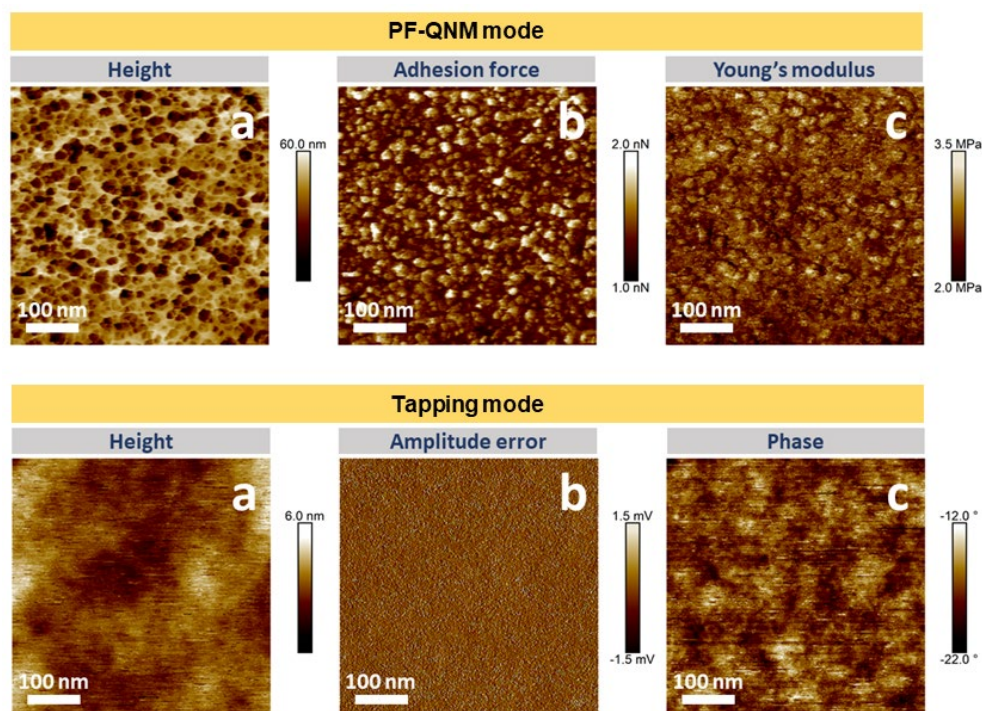 PF-QNM mode
Height
Adhesion force
Young's modulus
a
b
c
60.0 nm
2.0 nN
1.0 nN
3.5 MPa
2.0 MPa
100 nm
100 nm
100 nm
Tapping mode
Height
Amplitude error
Phase
a
b
c
6.0 nm
1.5 mV
-1.5 mV
-12.0 °
-22.0 °
100 nm
100 nm
100 nm